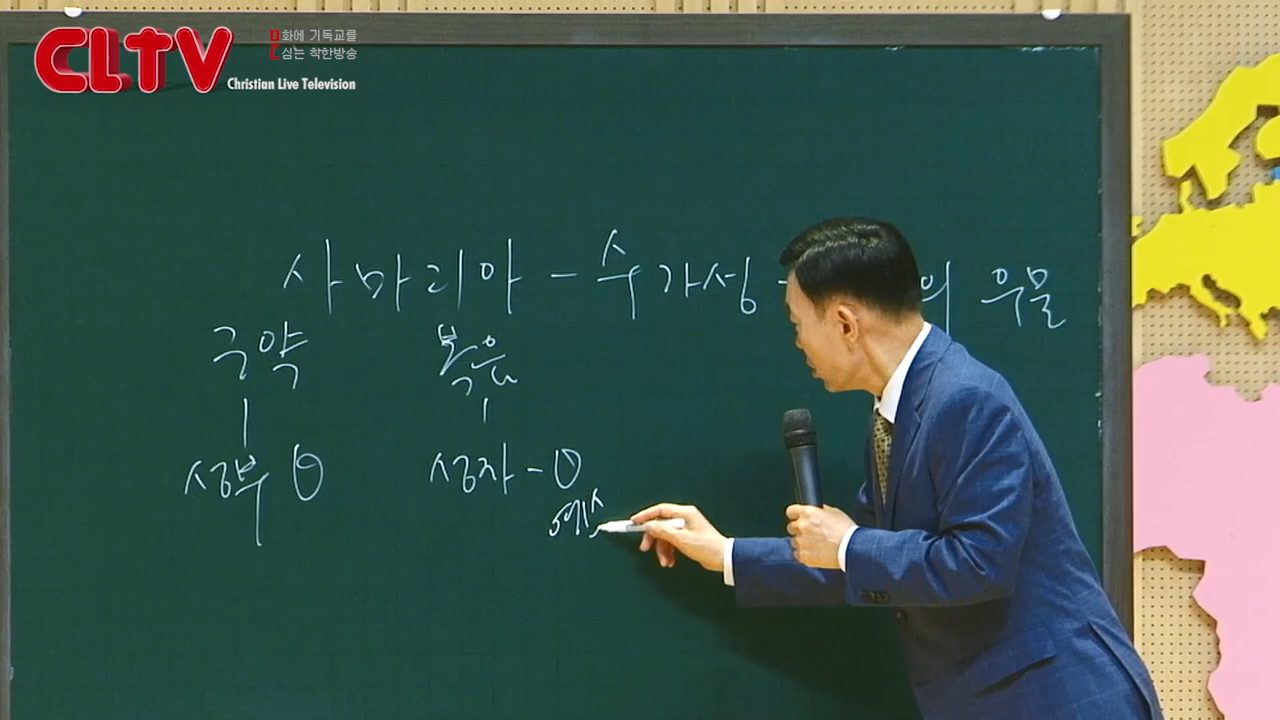 CLTV
문화에 기독교를
심는 착한방송
Christian Live Television
사마리아 - 수가성 - 의 우물
구약 복음
성부 성자 -
예수